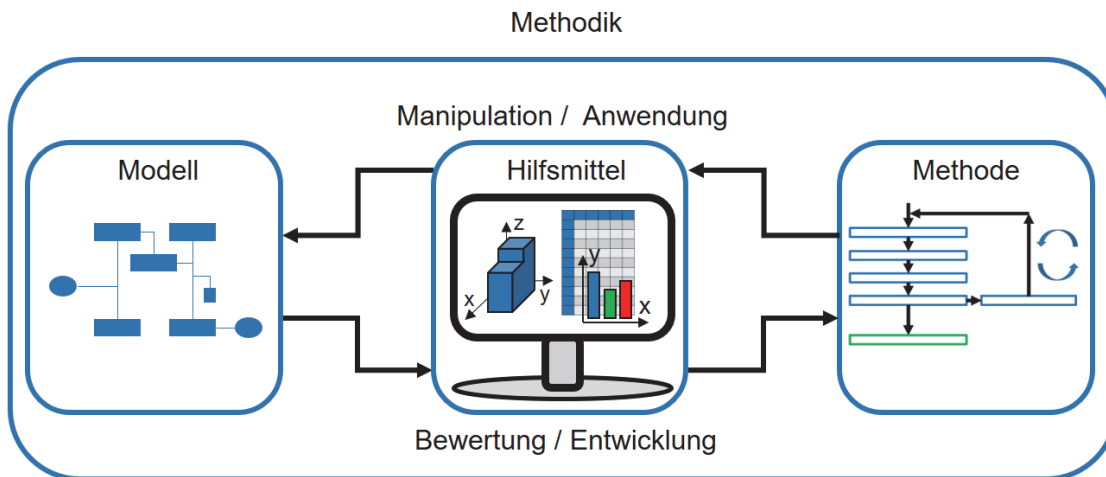 Methodik
Manipulation / Anwendung
Modell
Hilfsmittel
Methode
z
y
x
y
x
Bewertung / Entwicklung